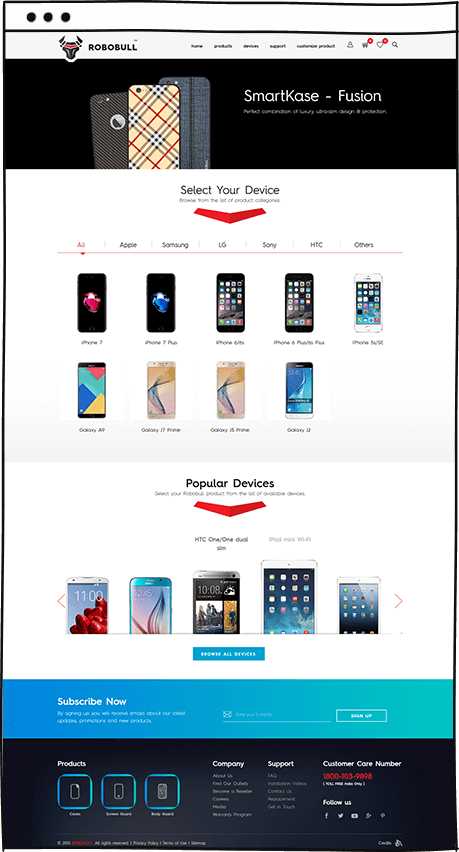 ROBOBULL™
home products devices support customize product
SmartKase - Fusion
Perfect combination of luxury, ultra-slim design & protection.
Select Your Device
Browse from the list of product categories
All Apple Samsung LG Sony HTC Others
iPhone 7 iPhone 7 Plus iPhone 6/6s iPhone 6 Plus/6s Plus iPhone 5s/SE
Galaxy A9 Galaxy J7 Prime Galaxy J5 Prime Galaxy J2
Popular Devices
Select your Robobull product from the list of available devices.
HTC One/One dual sim iPad mini Wi-Fi
10:08
BROWSE ALL DEVICES
Subscribe Now
By signing up you will receive emails about our latest
updates, promotions and new products.
Enter your E-mail ID
SIGN UP
Products
Cases Screen Guard Body Guard
Company
About Us
Find Our Outlets
Become a Reseller
Careers
Media
Warranty Program
Support
FAQ
Installation Videos
Contact Us
Replacement
Get in Touch
Customer Care Number
1800-103-9898
( TOLL FREE India Only )
Follow us
© 2015 ROBOBULL. All rights reserved. | Privacy Policy | Terms of Use | Sitemap
Credits